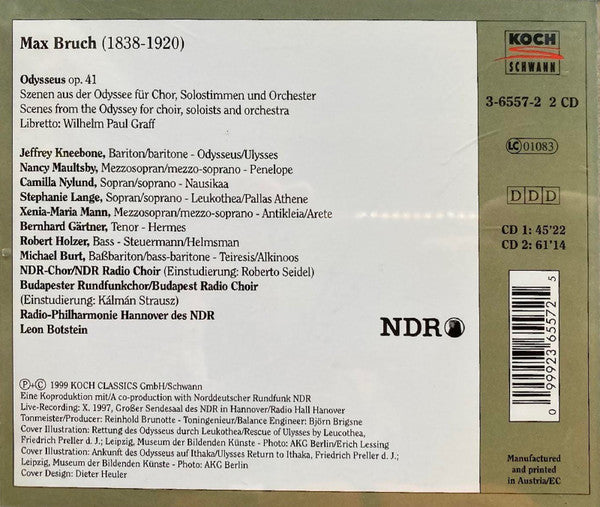 Max Bruch (1838-1920)
Odysseus op. 41
Szenen aus der Odyssee für Chor, Solostimmen und Orchester
Scenes from the Odyssey for choir, soloists and orchestra
Libretto: Wilhelm Paul Graff
Jeffrey Kneebone, Bariton/baritone - Odysseus/Ulysses
Nancy Maultsby, Mezzosopran/mezzo-soprano - Penelope
Camilla Nylund, Sopran/soprano - Nausikaa
Stephanie Lange, Sopran/soprano - Leukothea/Pallas Athene
Xenia-Maria Mann, Mezzosopran/mezzo-soprano - Antikleia/Arete
Bernhard Gärtner, Tenor - Hermes
Robert Holzer, Bass - Steuermann/Helmsman
Michael Burt, Baßbariton/bass-baritone - Teiresis/Alkinoos
NDR-Chor/NDR Radio Choir (Einstudierung: Roberto Seidel)
Budapester Rundfunkchor/Budapest Radio Choir
(Einstudierung: Kálmán Strausz)
Radio-Philharmonie Hannover des NDR
Leon Botstein
NDR
Ⓟ+© 1999 KOCH CLASSICS GmbH/Schwann
Eine Koproduktion mit/A co-production with Norddeutscher Rundfunk NDR
Live-Recording: X. 1997, Großer Sendesaal des NDR in Hannover/Radio Hall Hanover
Tonmeister/Producer: Reinhold Brunotte - Toningenieur/Balance Engineer: Björn Brigsne
Cover Illustration: Rettung des Odysseus durch Leukothea/Rescue of Ulysses by Leucothea,
Friedrich Preller d. J.; Leipzig, Museum der Bildenden Künste - Photo: AKG Berlin/Erich Lessing
Cover Illustration: Ankunft des Odysseus auf Ithaka/Ulysses Return to Ithaka, Friedrich Preller d. J.;
Leipzig, Museum der Bildenden Künste - Photo: AKG Berlin
Cover Design: Dieter Heuler
KOCH
SCHWANN
3-6557-2 2 CD
LC 01083
DDD
CD 1: 45'22
CD 2: 61'14
0 99923 65572 5
Manufactured
and printed
in Austria/EC